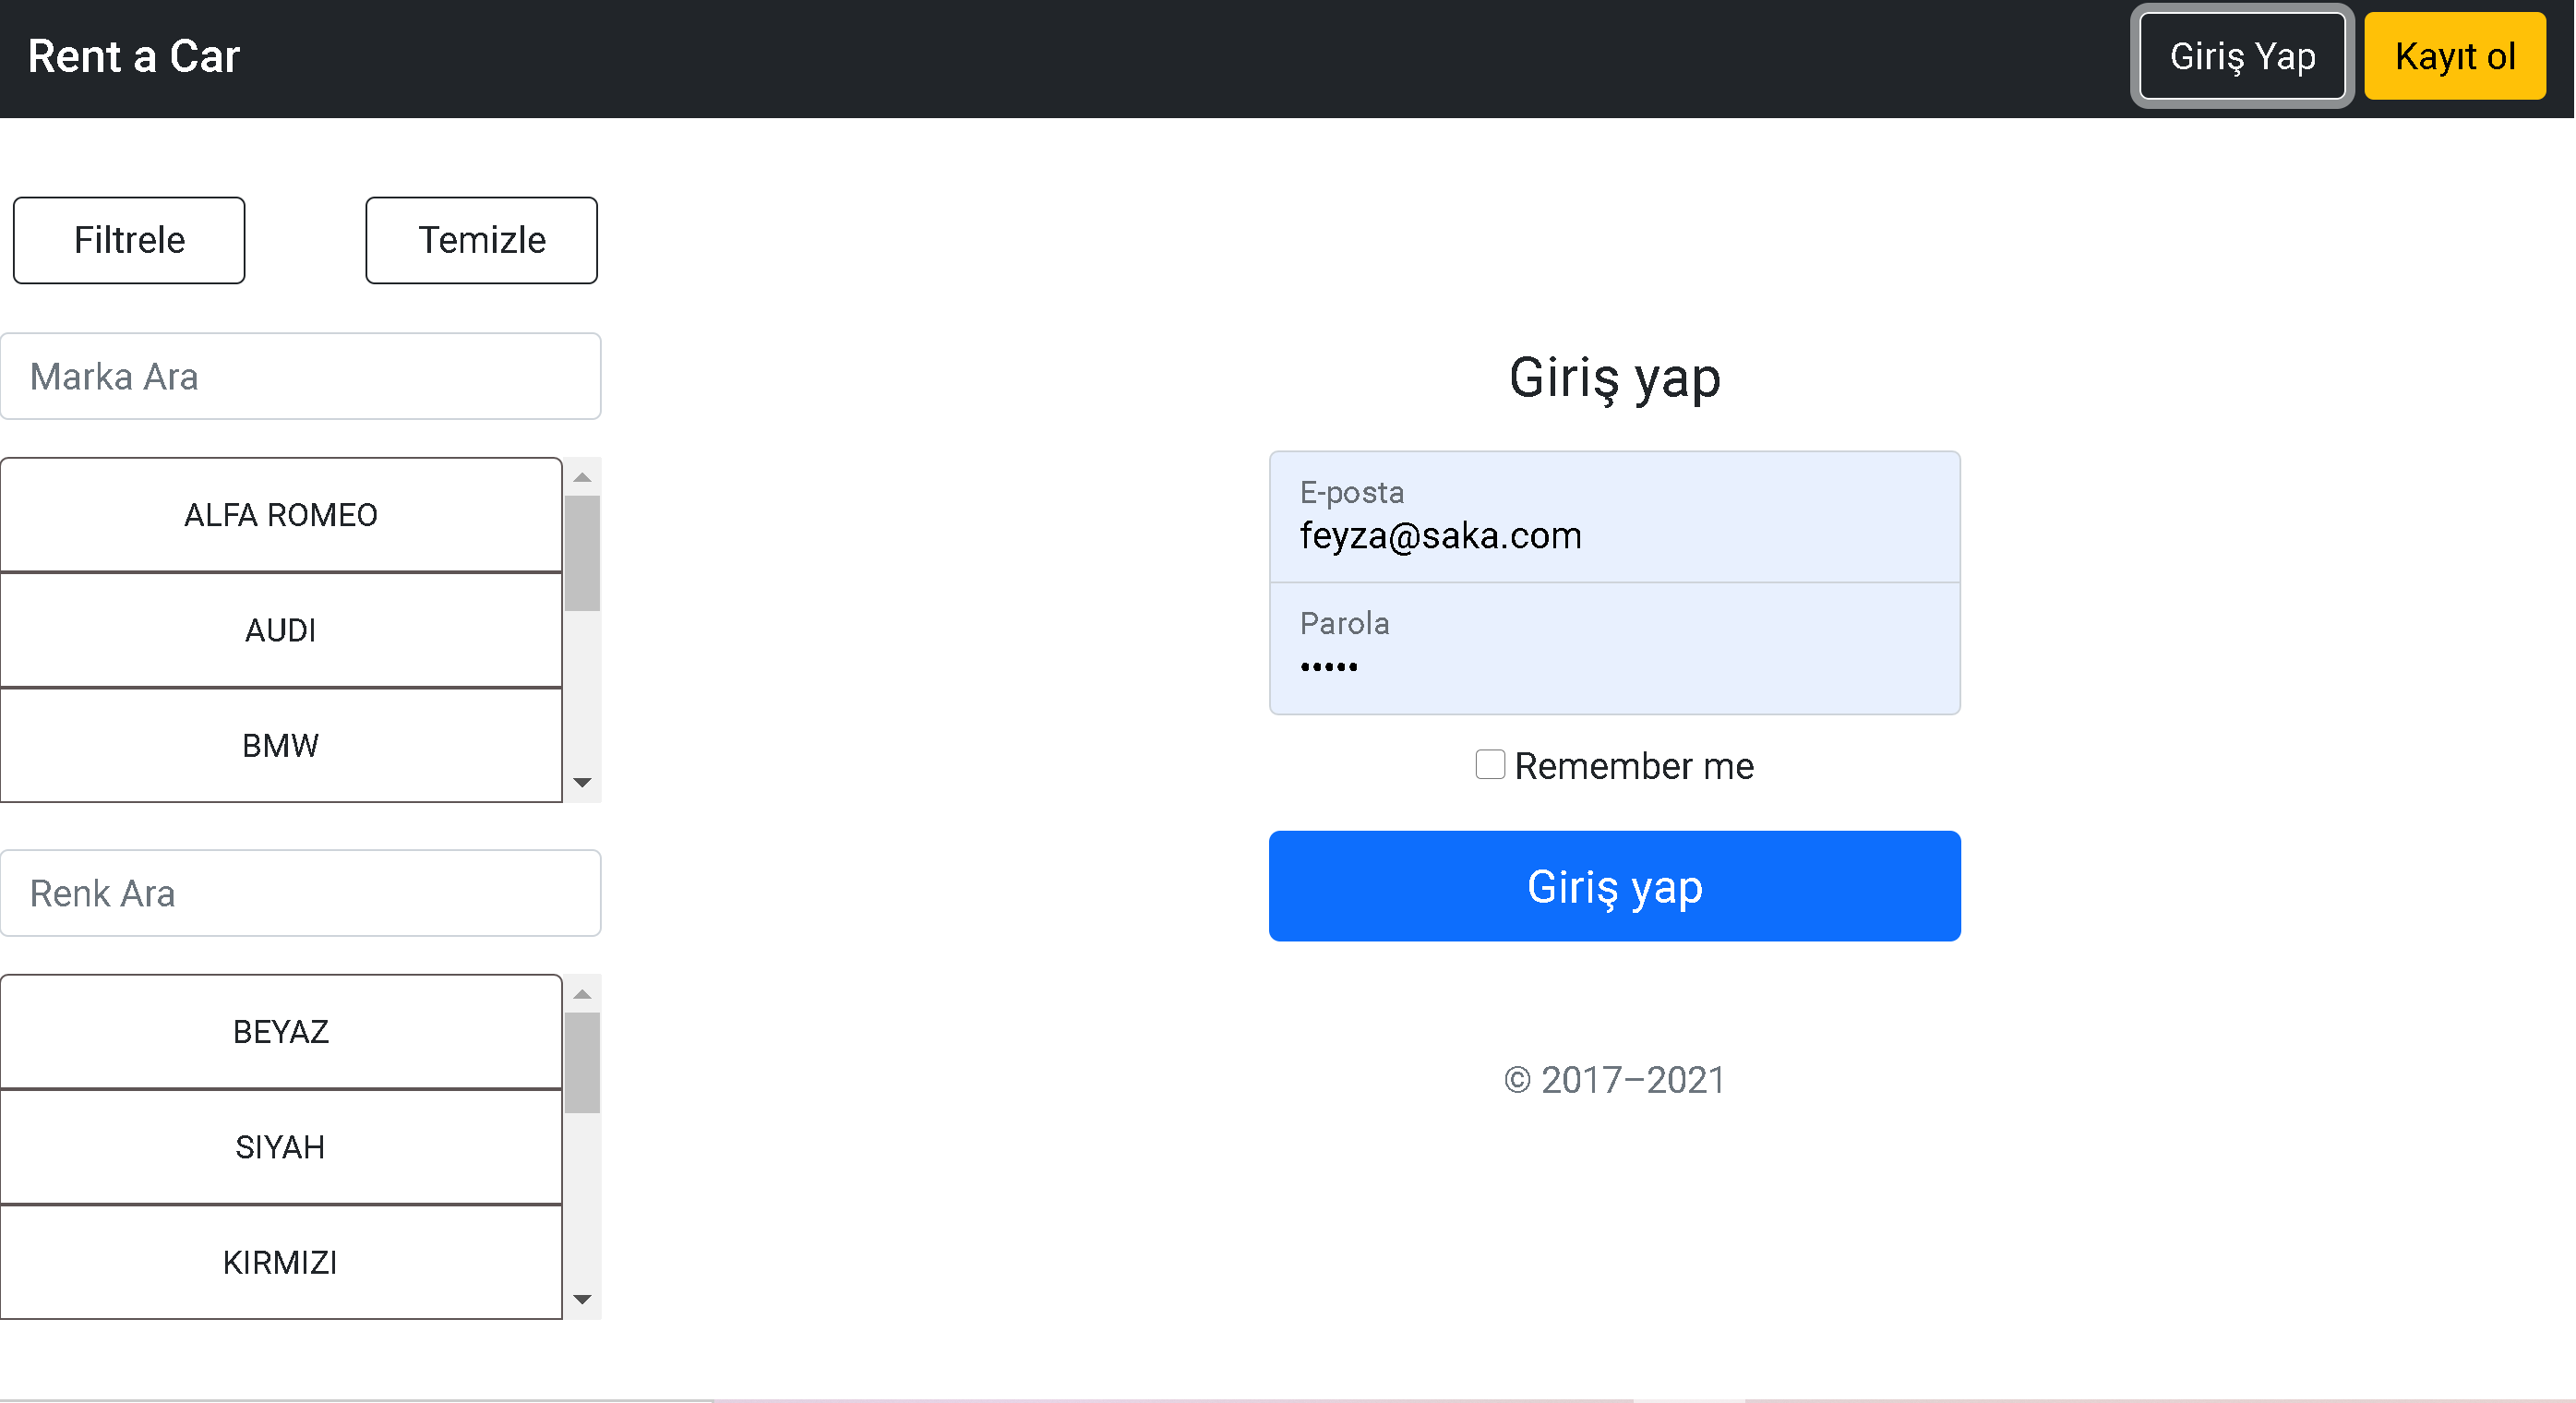 Rent a Car
Giriş Yap
Kayıt ol
Filtrele
Temizle
Marka Ara
ALFA ROMEO
AUDI
BMW
Renk Ara
BEYAZ
SIYAH
KIRMIZI
Giriş yap
E-posta
feyza@saka.com
Parola
•••••
Remember me
Giriş yap
© 2017–2021